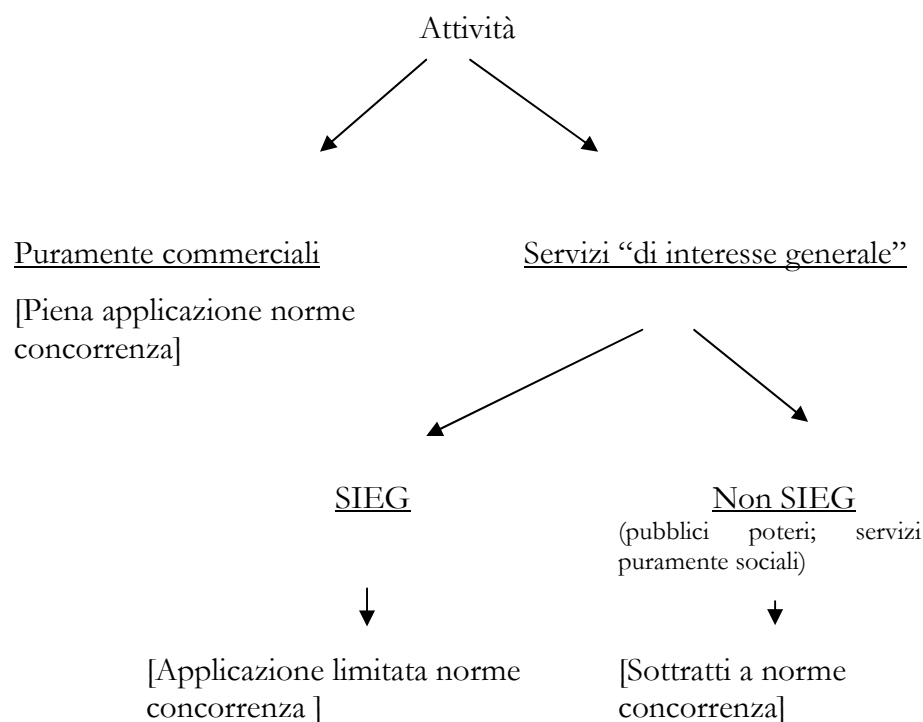 Attività
Puramente commerciali
[Piena applicazione norme
concorrenza]
Servizi “di interesse generale”
SIEG
[Applicazione limitata norme
concorrenza ]
Non SIEG
(pubblici poteri; servizi
puramente sociali)
[Sottratti a norme
concorrenza]